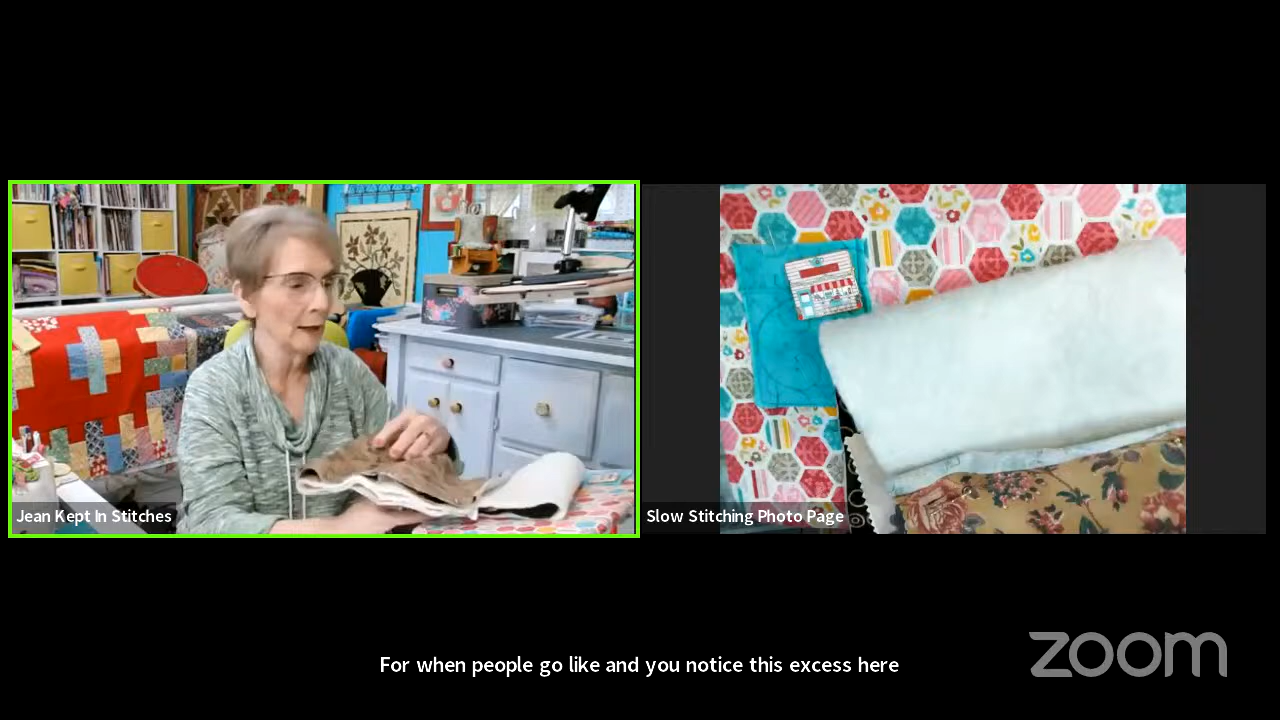 Jean Kept In Stitches
Slow Stitching Photo Page
For when people go like and you notice this excess here
zoom